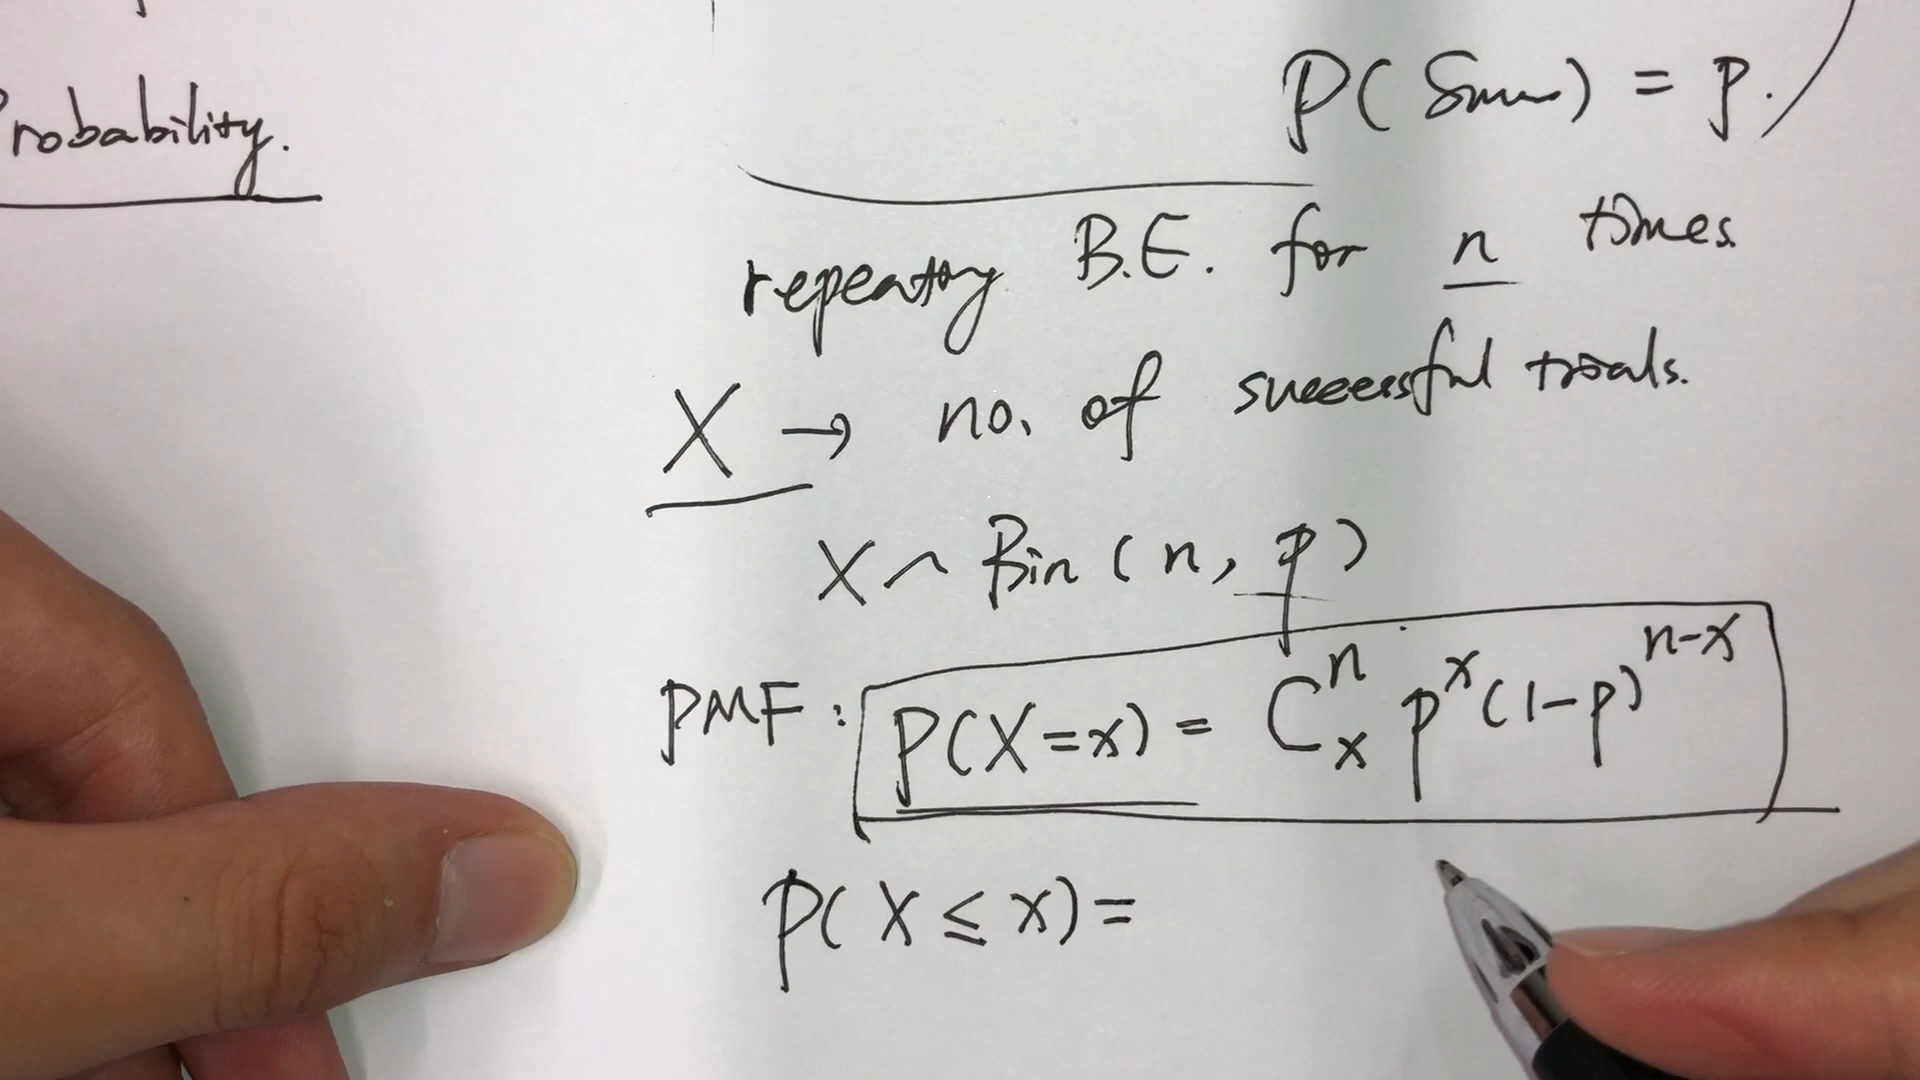 Probability.
P(Succ) = p.
repeating B.E. for n times
X → no. of successful trials.
X ~ Bin(n, p)
PMF: P(X=x) = C^n_x p^x (1-p)^{n-x}
P(X ≤ x) =